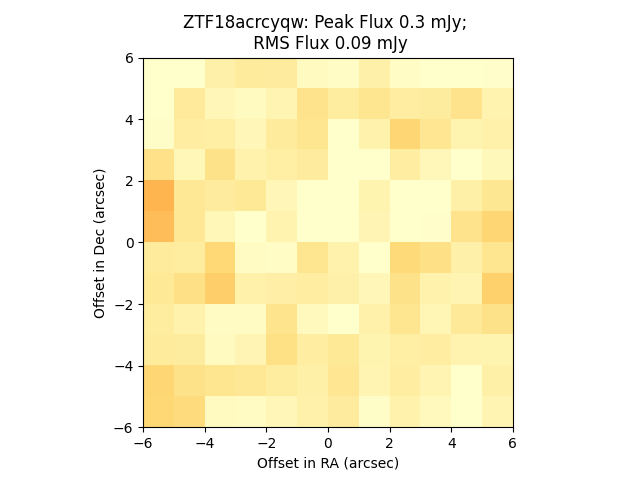 ZTF18acrcyqw: Peak Flux 0.3 mJy;
RMS Flux 0.09 mJy
6
4
2
0
−2
−4
−6
Offset in Dec (arcsec)
−6 −4 −2 0 2 4 6
Offset in RA (arcsec)